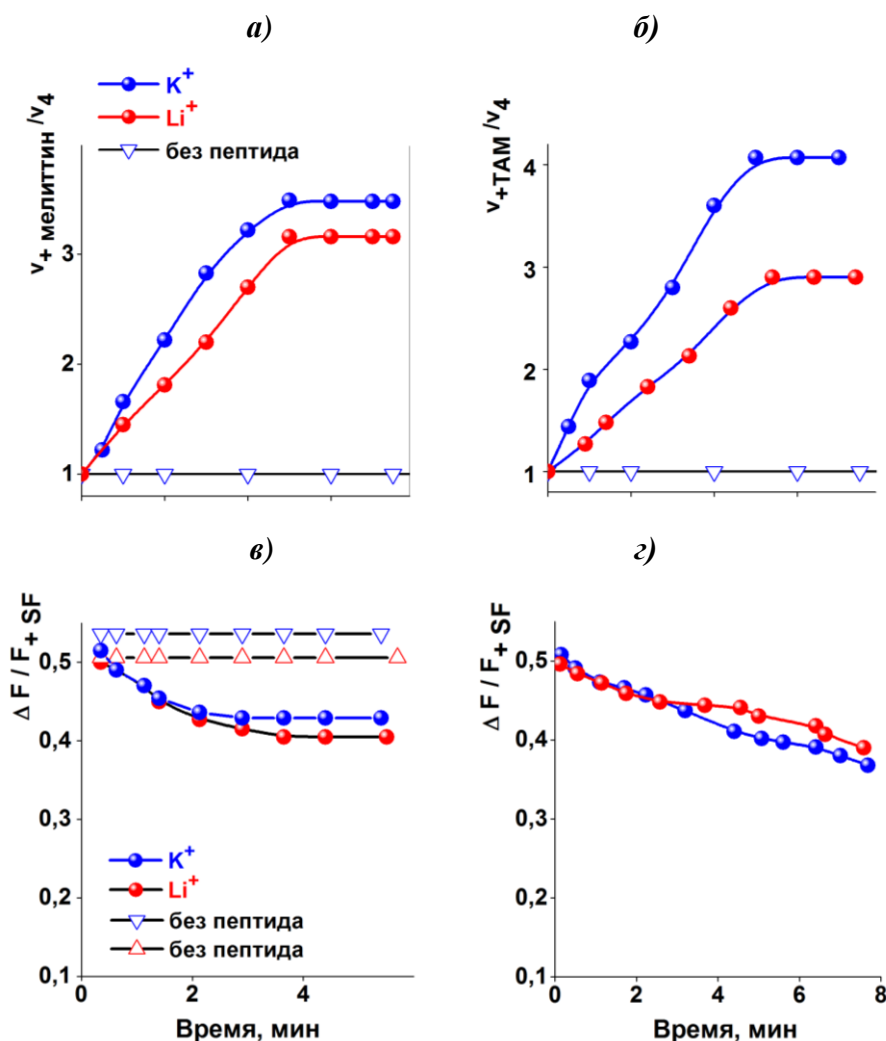 а)
K+
Li+
без пептида
v+ мелиттин /v4
3
2
1
б)
v+TAM /v4
4
3
2
1
в)
Δ F / F+ SF
0,5
0,4
0,3
0,2
0,1
K+
Li+
без пептида
без пептида
0
2
4
Время, мин
г)
Δ F / F+ SF
0,5
0,4
0,3
0,2
0,1
0
2
4
6
8
Время, мин